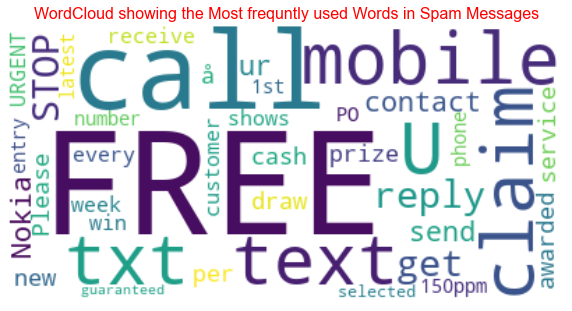 WordCloud showing the Most frequntly used Words in Spam Messages
URGENT
STOP
latest
receive
call
å
ur
1st
mobile
contact
PO
number
shows
entry
Please
every
FREE
customer
cash
prize
U
phone
claim
service
Nokia
week
win
draw
reply
send
awarded
new
txt
per
text
get
150ppm
guaranteed
selected